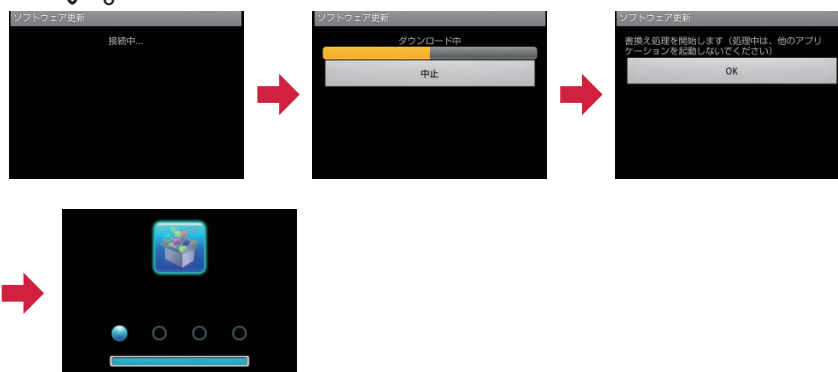 ソフトウェア更新
接続中...
ソフトウェア更新
ダウンロード中
中止
ソフトウェア更新
書換え処理を開始します（処理中は、他のアプリ
ケーションを起動しないでください）
OK